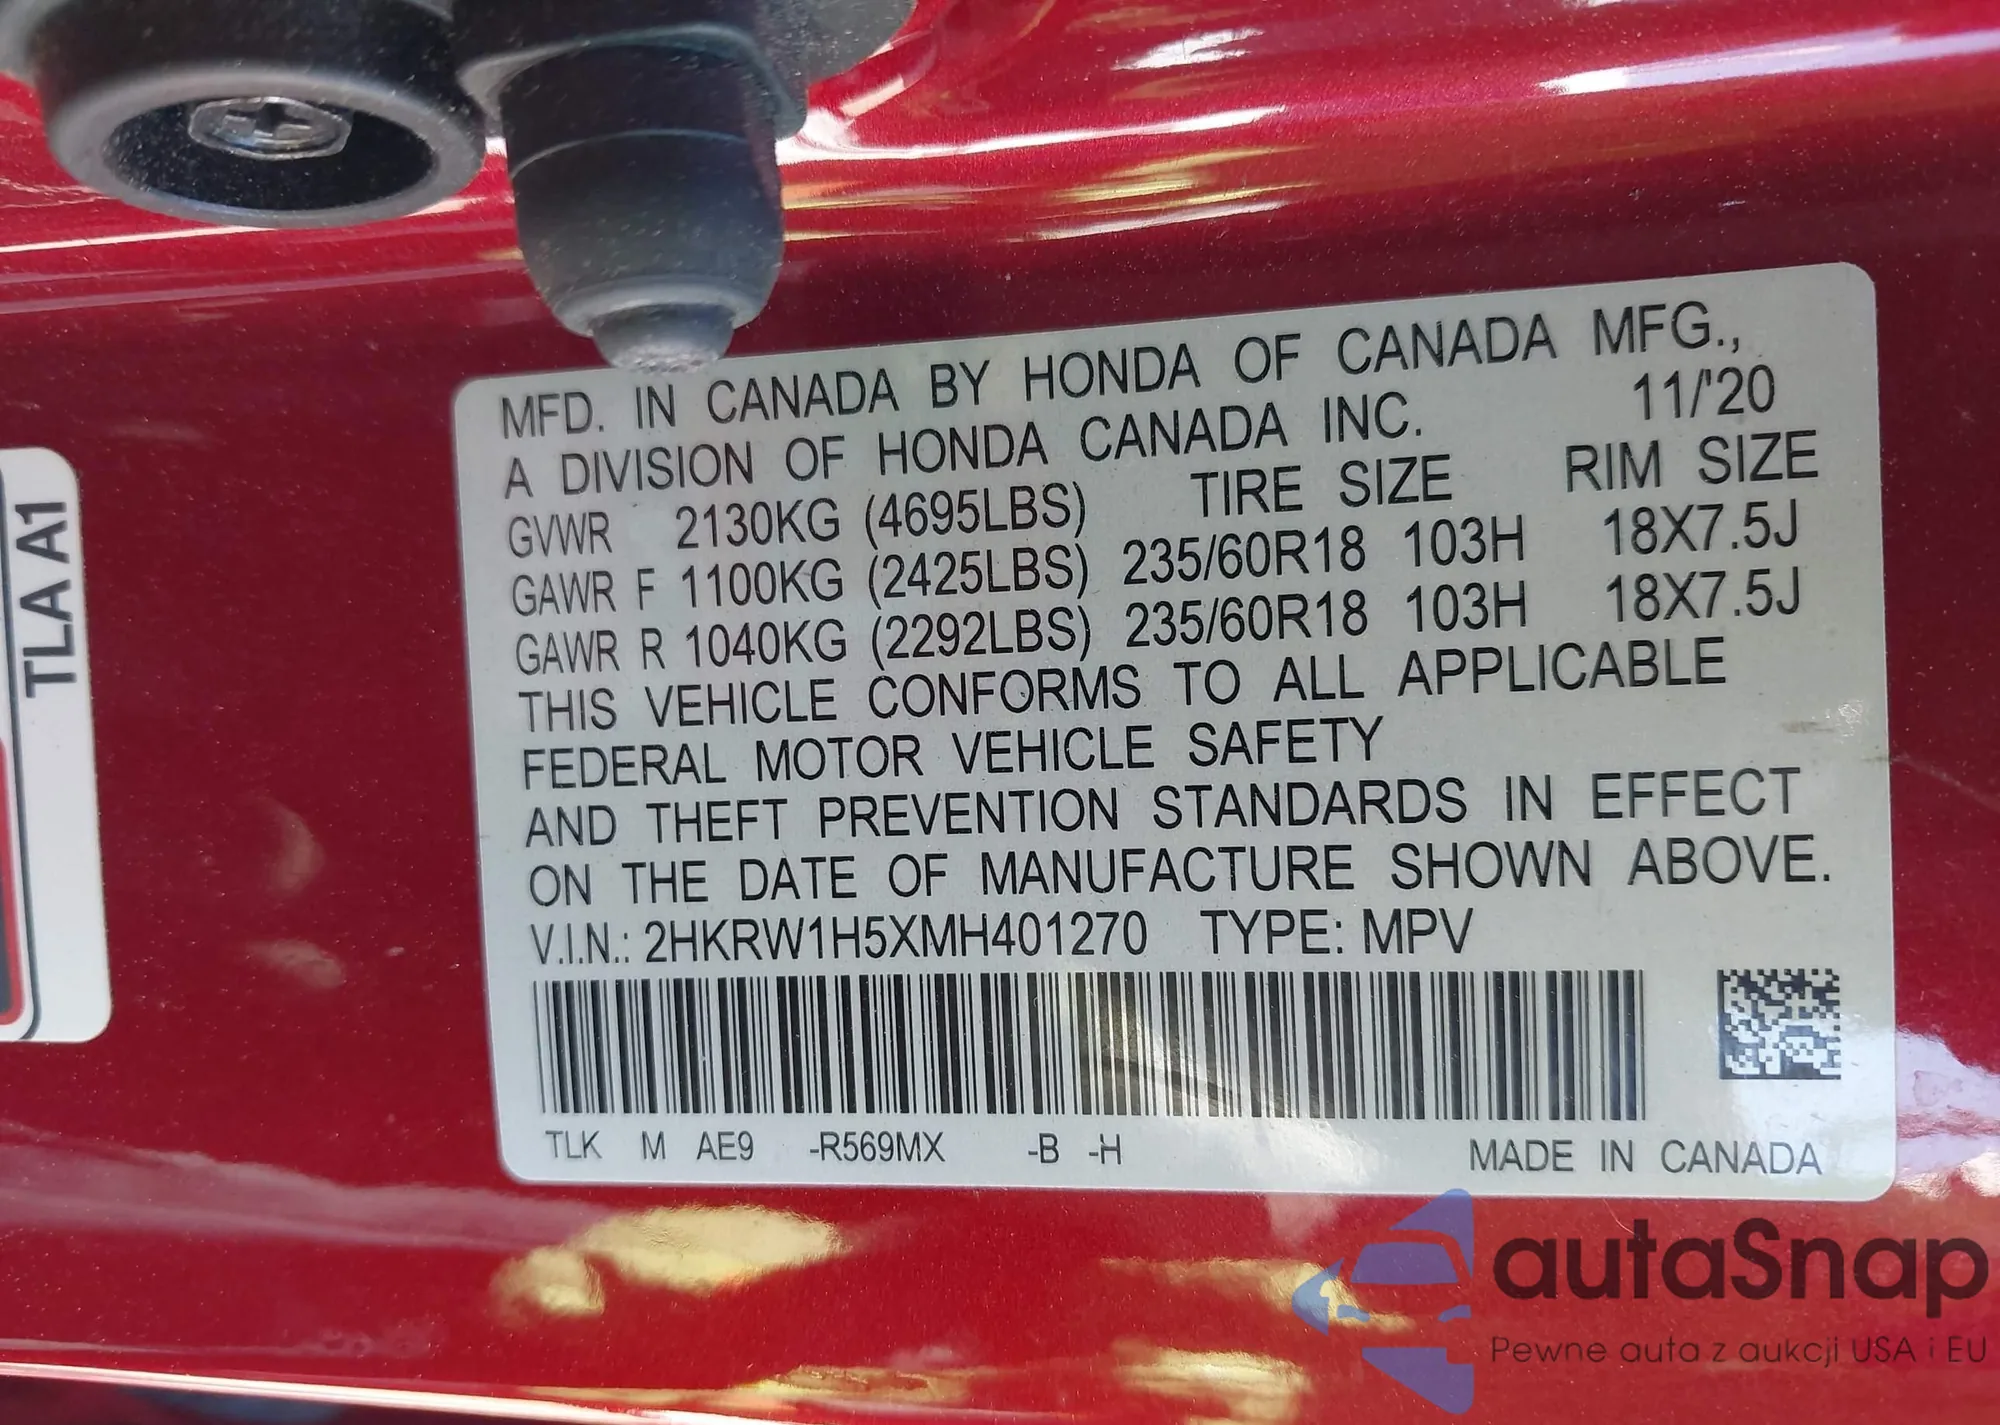 MFD. IN CANADA BY HONDA OF CANADA MFG.,
A DIVISION OF HONDA CANADA INC. 11/'20
GVWR 2130KG (4695LBS) TIRE SIZE RIM SIZE
GAWR F 1100KG (2425LBS) 235/60R18 103H 18X7.5J
GAWR R 1040KG (2292LBS) 235/60R18 103H 18X7.5J
THIS VEHICLE CONFORMS TO ALL APPLICABLE
FEDERAL MOTOR VEHICLE SAFETY
AND THEFT PREVENTION STANDARDS IN EFFECT
ON THE DATE OF MANUFACTURE SHOWN ABOVE.
V.I.N.: 2HKRW1H5XMH401270 TYPE: MPV
TLK M AE9 -R569MX -B -H MADE IN CANADA
TLA A1
autaSnap
Pewne auta z aukcji USA i EU